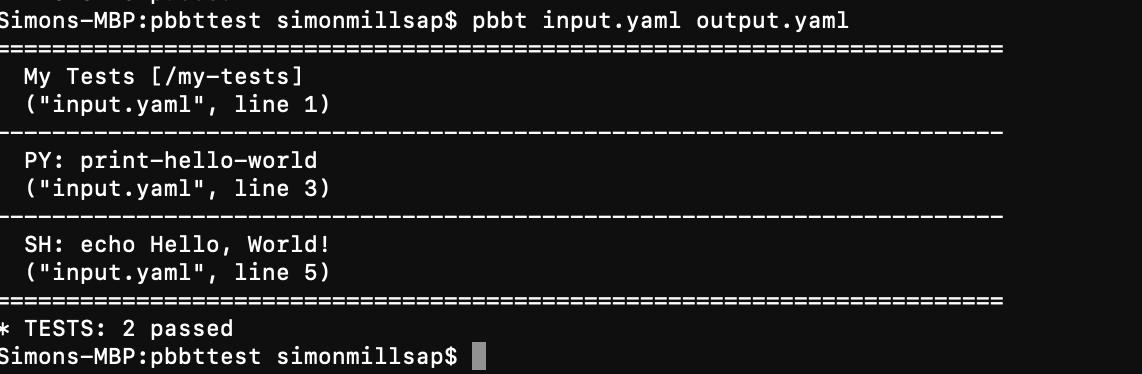 Simons-MBP:pbbttest simonmillsap$ pbbt input.yaml output.yaml
========================================================================
My Tests [/my-tests]
("input.yaml", line 1)
------------------------------------------------------------------------
PY: print-hello-world
("input.yaml", line 3)
------------------------------------------------------------------------
SH: echo Hello, World!
("input.yaml", line 5)
========================================================================
* TESTS: 2 passed
Simons-MBP:pbbttest simonmillsap$